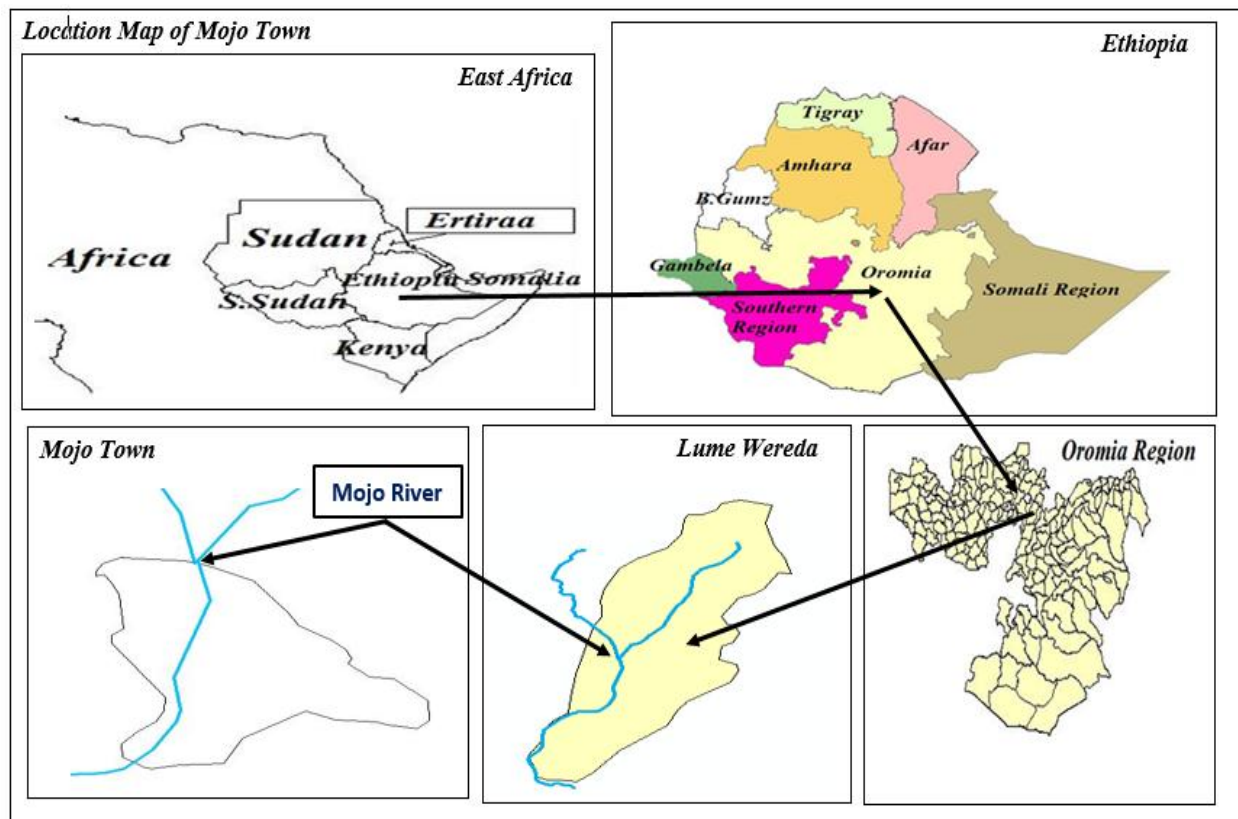 Location Map of Mojo Town
East Africa
Ertiraa
Sudan
Africa
Ethiopia
Somalia
S.Sudan
Kenya
Ethiopia
Tigray
Afar
Amhara
B.Gumz
Gambela
Oromia
Somali Region
Southern
Region
Mojo Town
Mojo River
Lume Wereda
Oromia Region